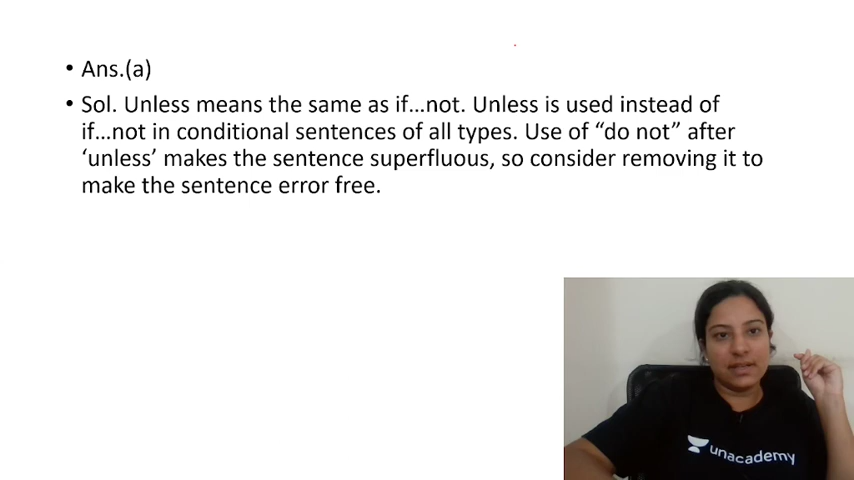 • Ans.(a)
• Sol. Unless means the same as if…not. Unless is used instead of
if…not in conditional sentences of all types. Use of “do not” after
‘unless’ makes the sentence superfluous, so consider removing it to
make the sentence error free.
unacademy